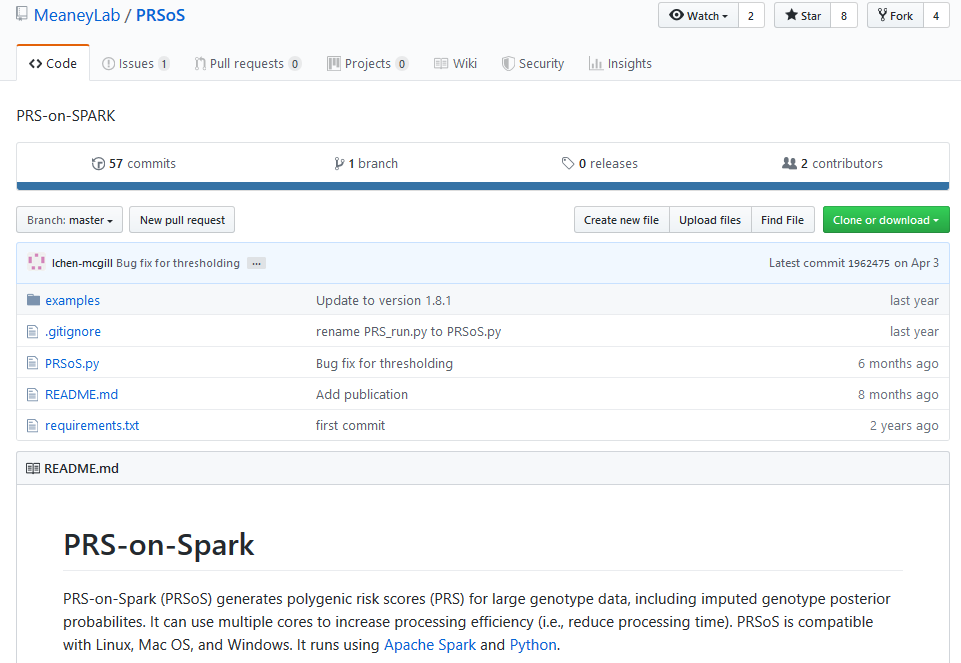 MeaneyLab / PRSoS Watch 2 Star 8 Fork 4
Code Issues 1 Pull requests 0 Projects 0 Wiki Security Insights
PRS-on-SPARK
57 commits 1 branch 0 releases 2 contributors
Branch: master New pull request Create new file Upload files Find File Clone or download
lchen-mcgill Bug fix for thresholding ... Latest commit 1962475 on Apr 3
examples Update to version 1.8.1 last year
.gitignore rename PRS_run.py to PRSoS.py last year
PRSoS.py Bug fix for thresholding 6 months ago
README.md Add publication 8 months ago
requirements.txt first commit 2 years ago
README.md
PRS-on-Spark
PRS-on-Spark (PRSoS) generates polygenic risk scores (PRS) for large genotype data, including imputed genotype posterior
probabilites. It can use multiple cores to increase processing efficiency (i.e., reduce processing time). PRSoS is compatible
with Linux, Mac OS, and Windows. It runs using Apache Spark and Python.